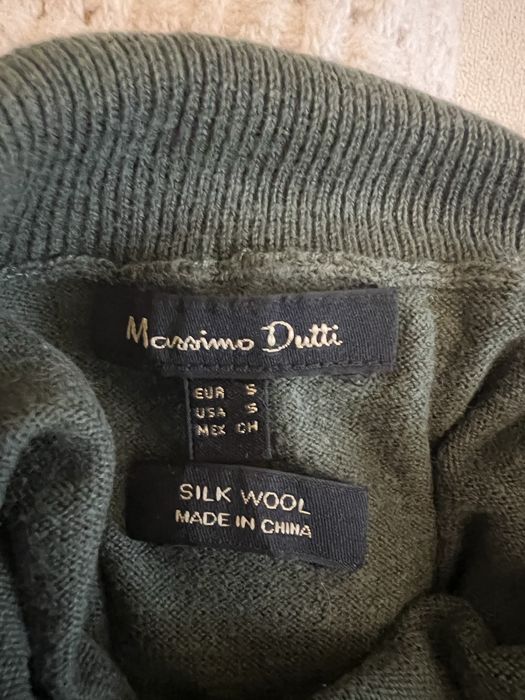 Massimo Dutti
EUR S
USA S
MEX CH
SILK WOOL
MADE IN CHINA